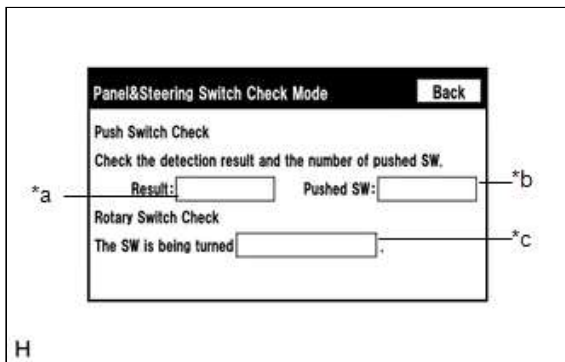 Panel&Steering Switch Check Mode Back
Push Switch Check
Check the detection result and the number of pushed SW.
*a Result: Pushed SW: *b
Rotary Switch Check
The SW is being turned . *c
H